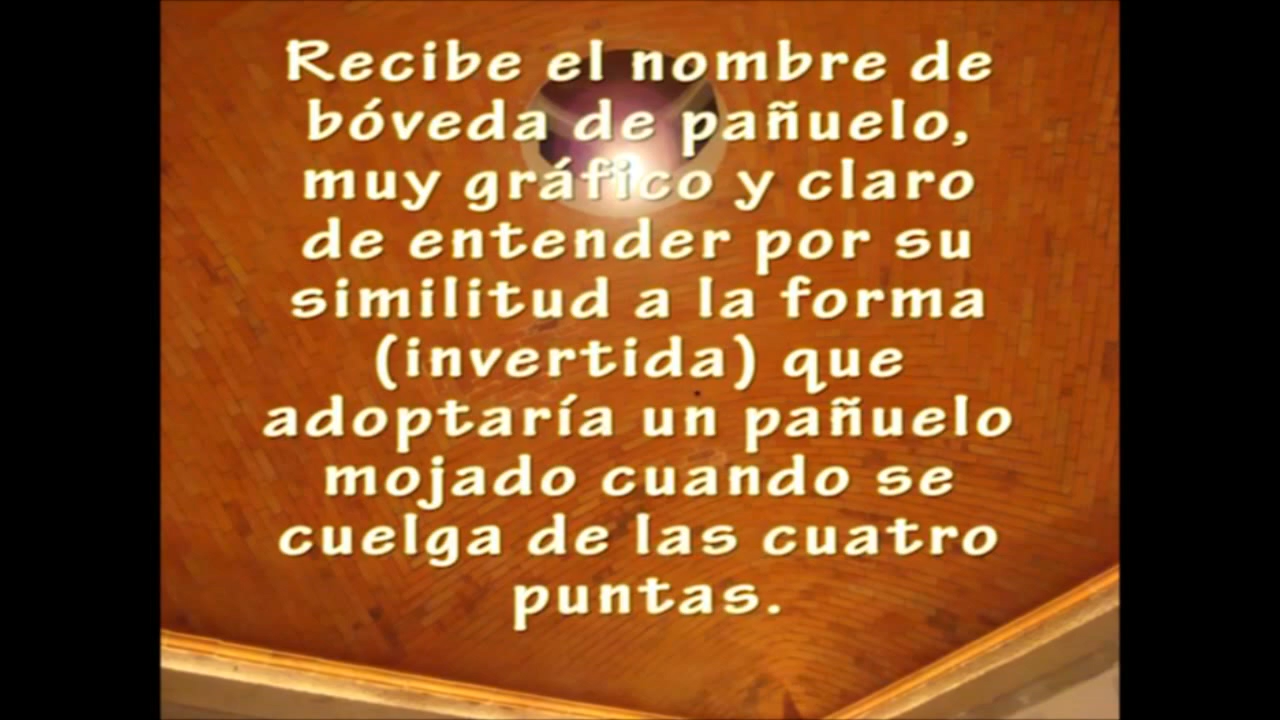 Recibe el nombre de
bóveda de pañuelo,
muy gráfico y claro
de entender por su
similitud a la forma
(invertida) que
adoptaría un pañuelo
mojado cuando se
cuelga de las cuatro
puntas.